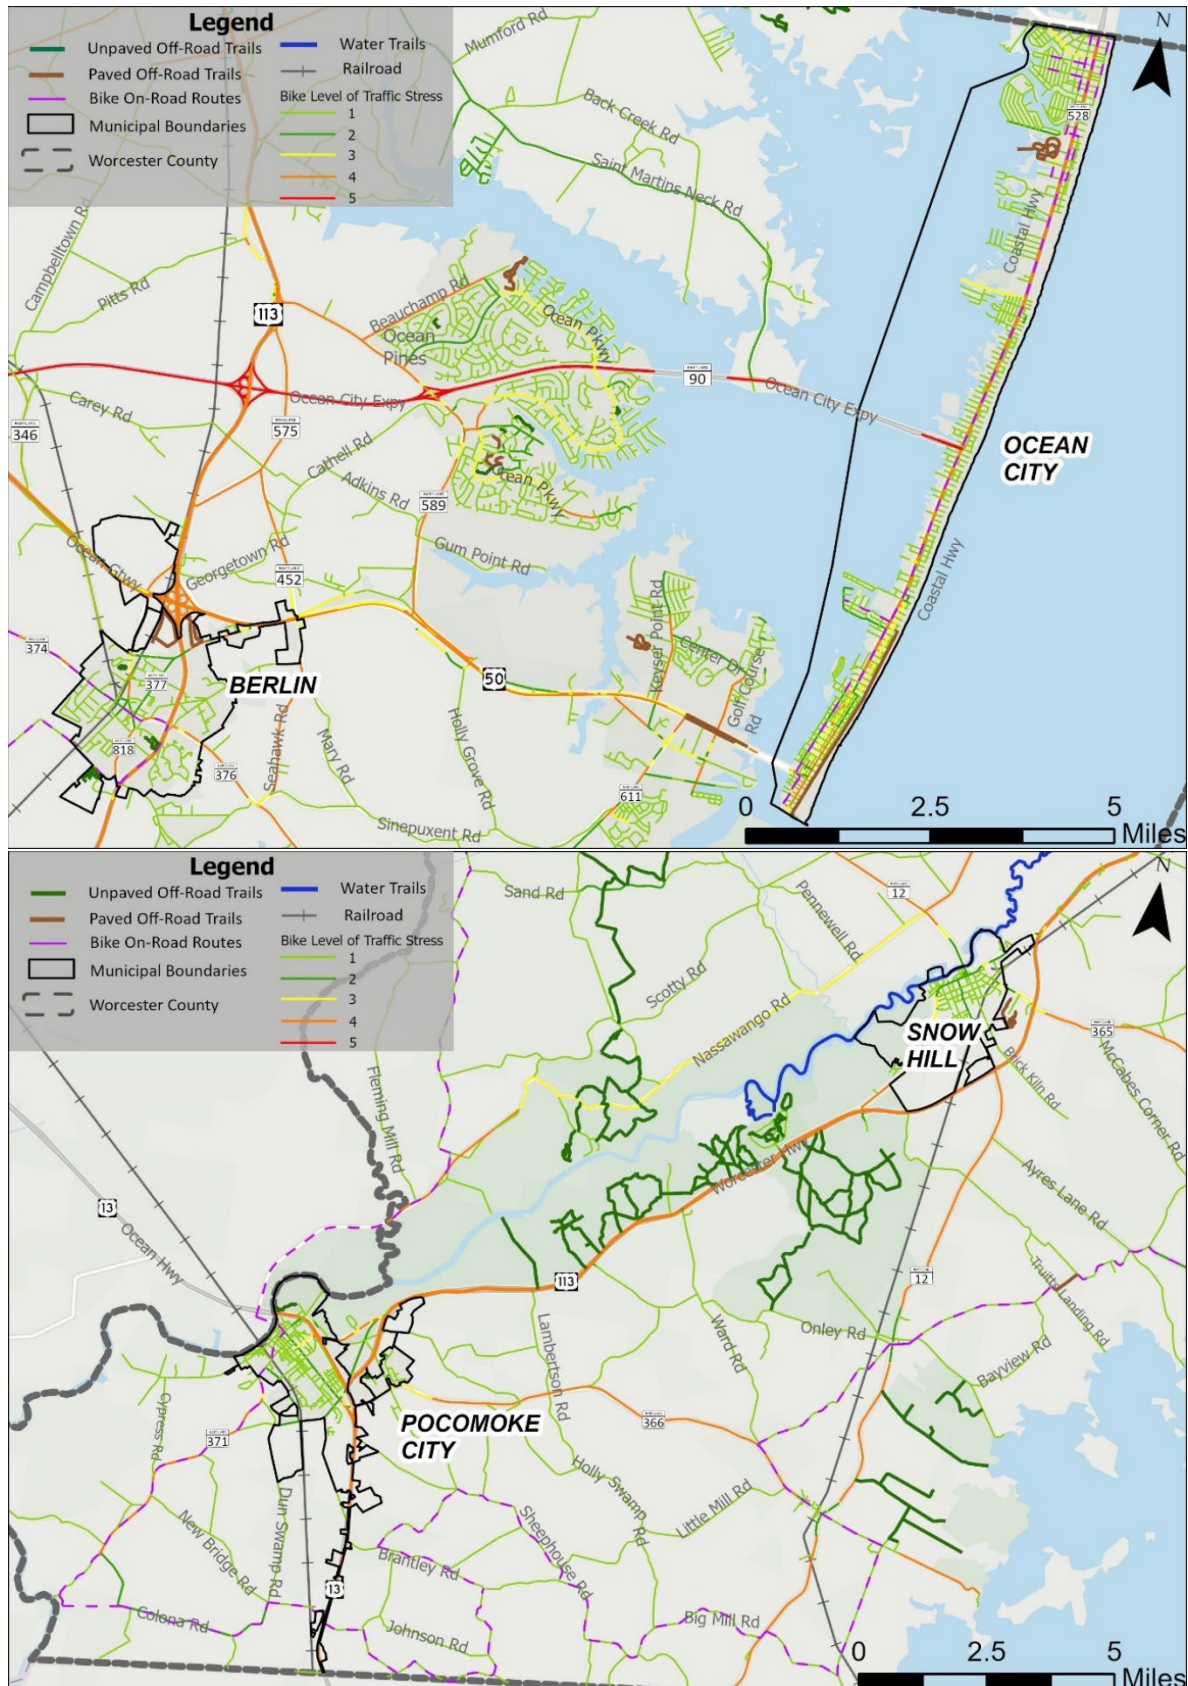 Legend
Unpaved Off-Road Trails
Paved Off-Road Trails
Bike On-Road Routes
Municipal Boundaries
Worcester County
Water Trails
Railroad
Bike Level of Traffic Stress
1
2
3
4
5
N
Mumford Rd
Back Creek Rd
Saint Martins Neck Rd
528
Coastal Hwy
Campbelltown Rd
Pitts Rd
113
Beauchamp Rd
Ocean
Pines
Ocean Pkwy
90
Ocean City Expy
Ocean City Expy
Carey Rd
346
575
Cathell Rd
Adkins Rd
589
Ocean Pkwy
OCEAN
CITY
Gum Point Rd
Georgetown Rd
Ocean Gtwy
452
Coastal Hwy
Keyser Point Rd
Center Dr
Golf Course
Rd
374
377
BERLIN
50
818
376
Seahawk Rd
Mary Rd
Holly Grove Rd
Sinepuxent Rd
611
0 2.5 5
Miles
Legend
Unpaved Off-Road Trails
Paved Off-Road Trails
Bike On-Road Routes
Municipal Boundaries
Worcester County
Water Trails
Railroad
Bike Level of Traffic Stress
1
2
3
4
5
N
Sand Rd
Pennewell Rd
12
Scotty Rd
Nassawango Rd
SNOW
HILL
365
Brick Kiln Rd
McCabes Corner Rd
Fleming Mill Rd
Worcester Hwy
Ayres Lane Rd
13
Ocean Hwy
113
12
Truitts Landing Rd
Lambertson Rd
Ward Rd
Onley Rd
Bayview Rd
Cypress Rd
371
POCOMOKE
CITY
366
Holly Swamp Rd
Little Mill Rd
Dun Swamp Rd
New Bridge Rd
Sheephouse Rd
Brantley Rd
13
Colona Rd
Johnson Rd
Big Mill Rd
0 2.5 5
Miles